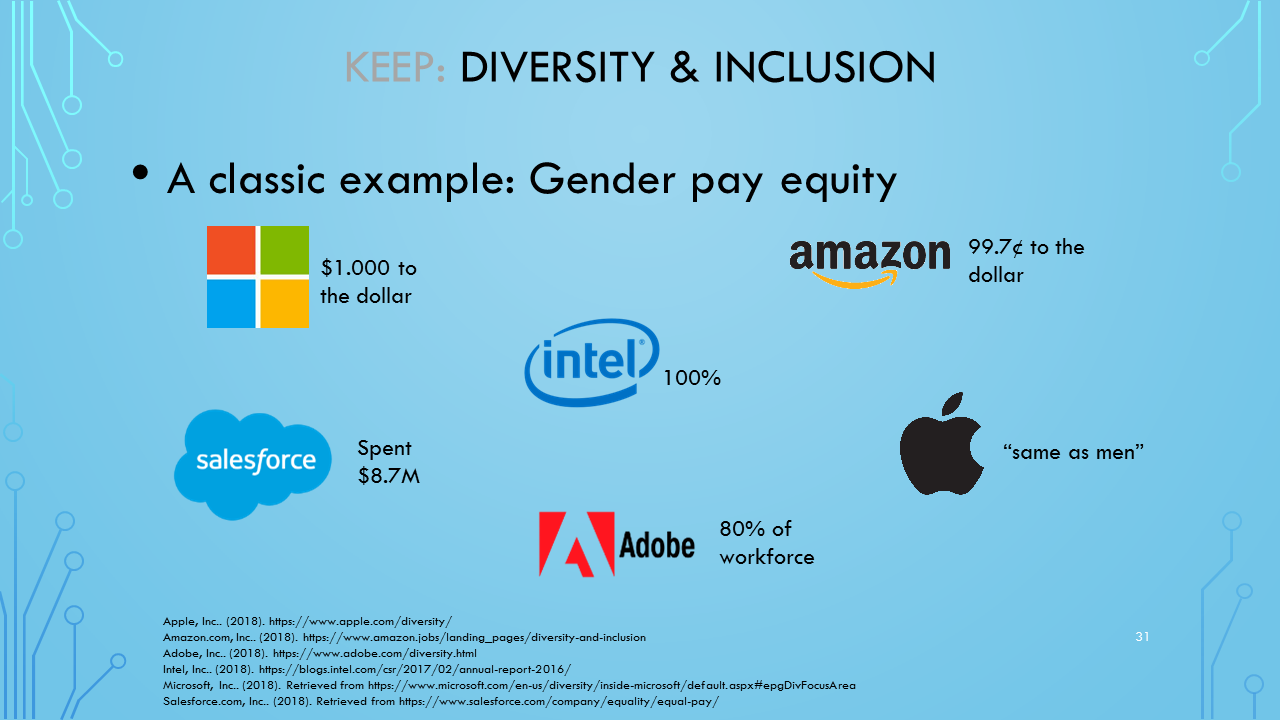 KEEP: DIVERSITY & INCLUSION
• A classic example: Gender pay equity
$1.000 to
the dollar
amazon
99.7¢ to the
dollar
intel®
100%
salesforce
Spent
$8.7M
"same as men"
Adobe
80% of
workforce
Apple, Inc.. (2018). https://www.apple.com/diversity/
Amazon.com, Inc.. (2018). https://www.amazon.jobs/landing_pages/diversity-and-inclusion
Adobe, Inc.. (2018). https://www.adobe.com/diversity.html
Intel, Inc.. (2018). https://blogs.intel.com/csr/2017/02/annual-report-2016/
Microsoft, Inc.. (2018). Retrieved from https://www.microsoft.com/en-us/diversity/inside-microsoft/default.aspx#epgDivFocusArea
Salesforce.com, Inc.. (2018). Retrieved from https://www.salesforce.com/company/equality/equal-pay/
31